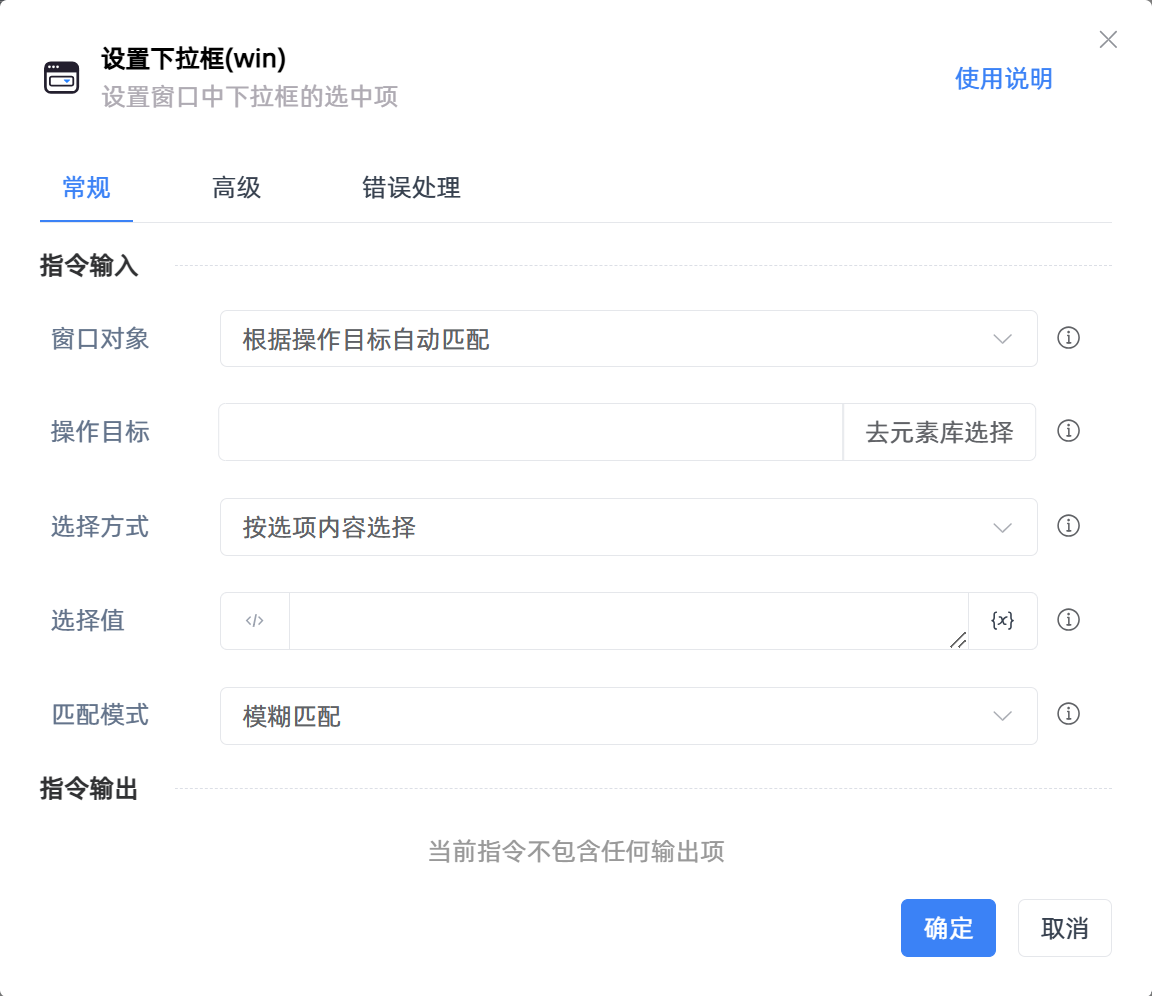 设置下拉框(win)
设置窗口中下拉框的选中项
使用说明
常规 高级 错误处理
指令输入
窗口对象 根据操作目标自动匹配
操作目标 去元素库选择
选择方式 按选项内容选择
选择值 </> {x}
匹配模式 模糊匹配
指令输出
当前指令不包含任何输出项
确定 取消